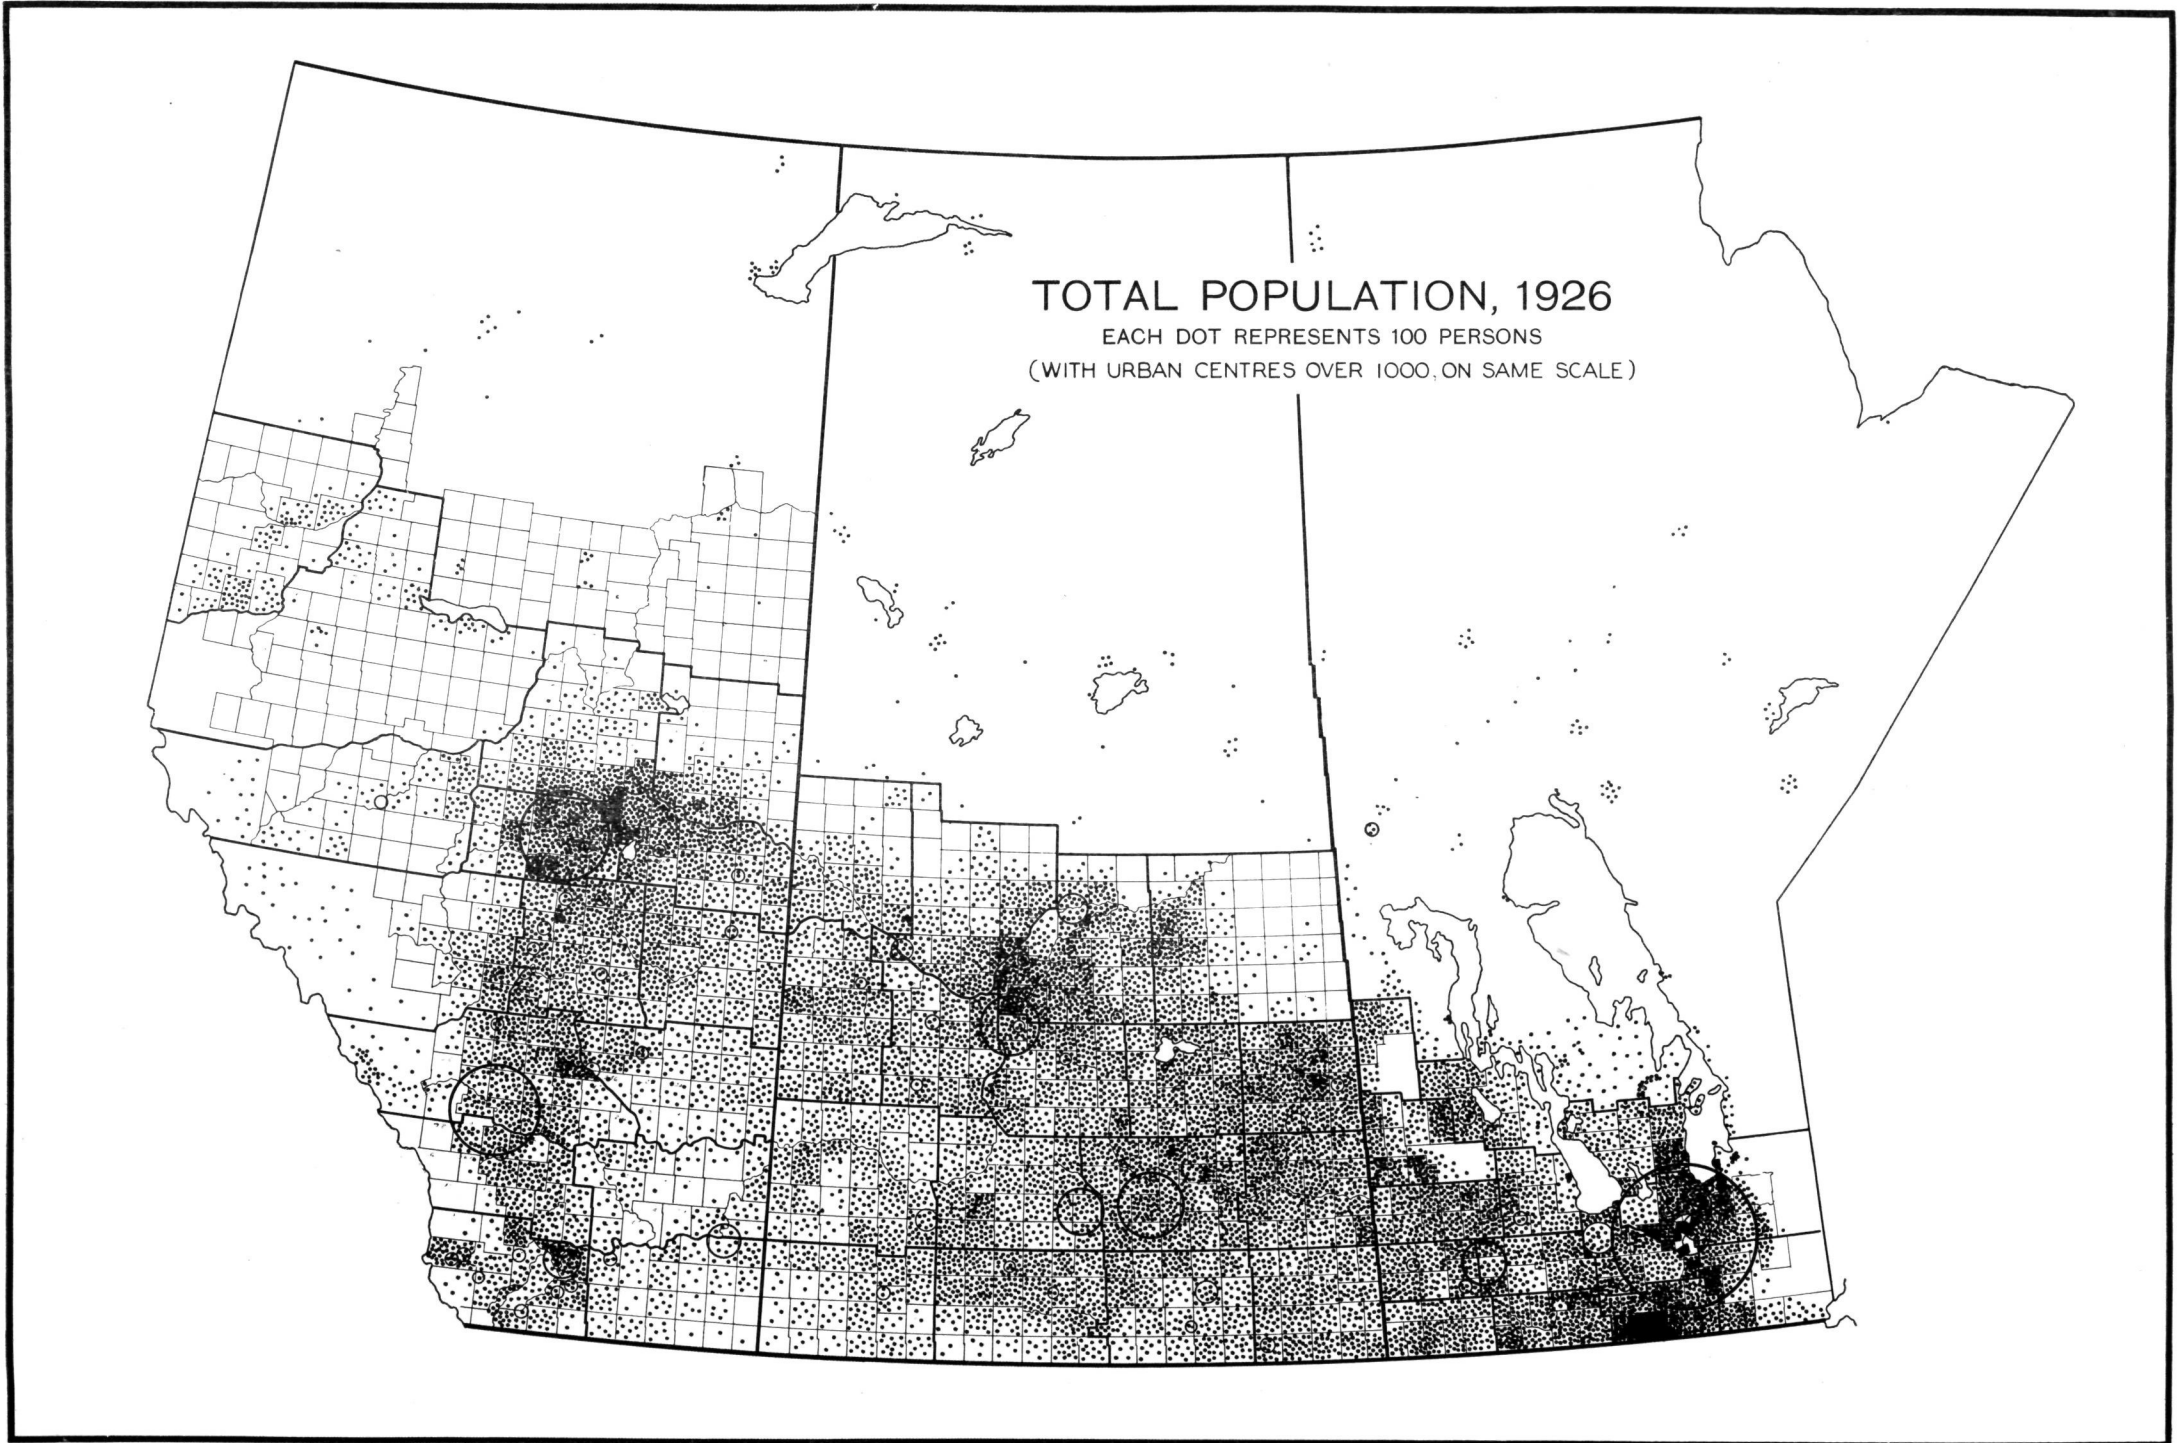 TOTAL POPULATION, 1926
EACH DOT REPRESENTS 100 PERSONS
(WITH URBAN CENTRES OVER 1000, ON SAME SCALE)